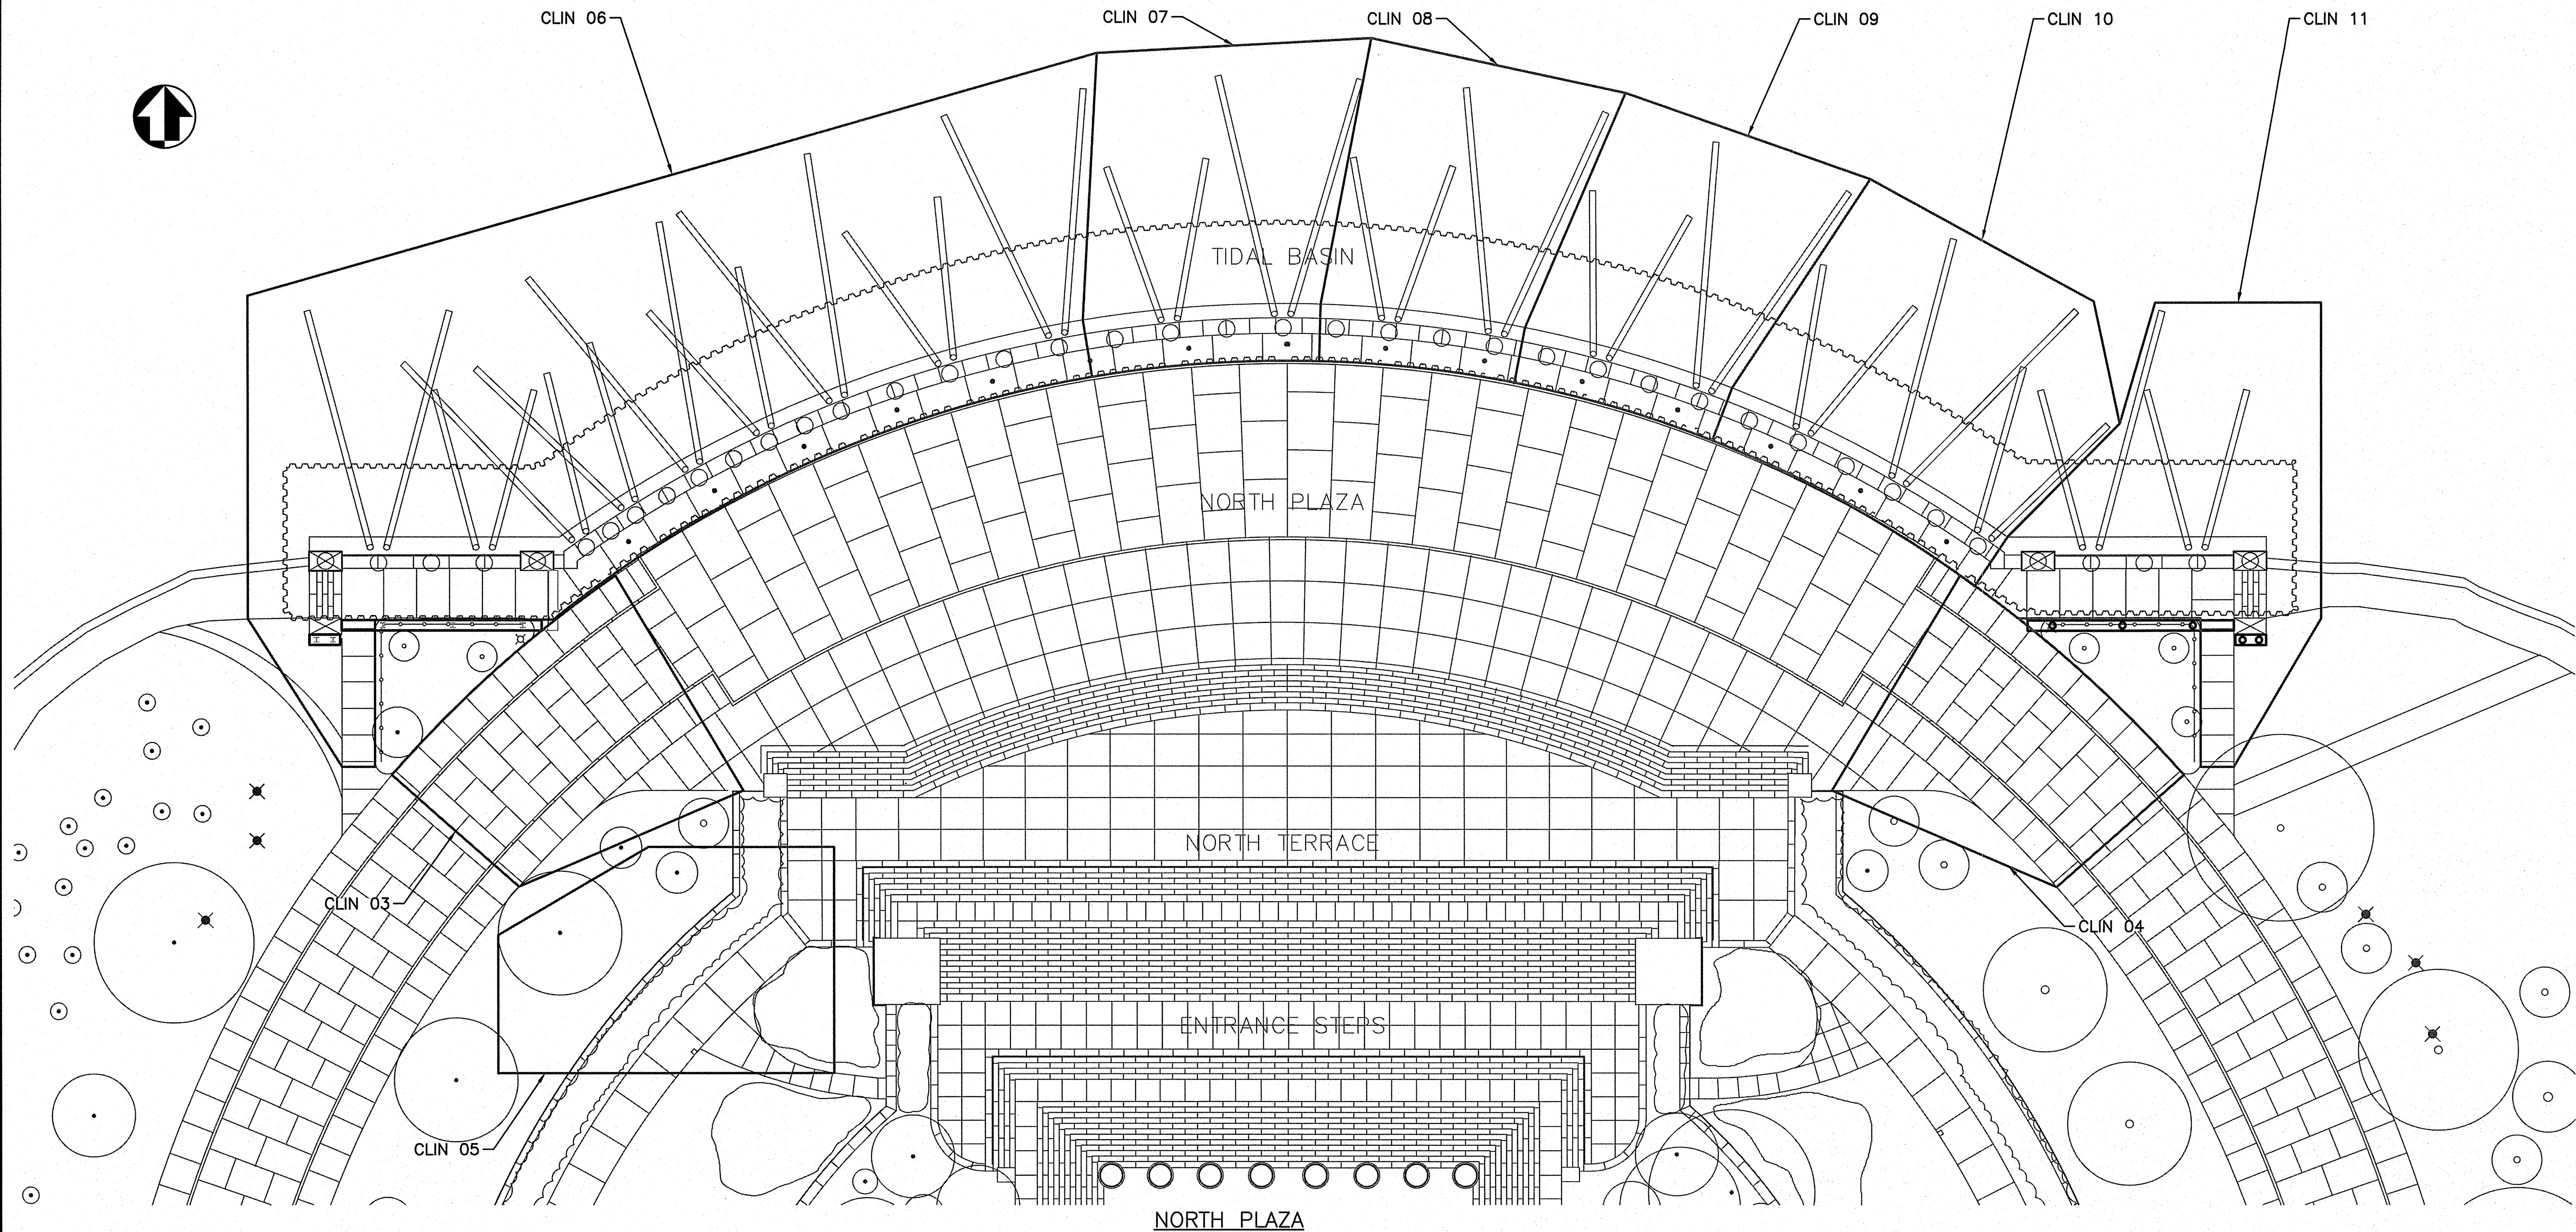 CLIN 06
CLIN 07
CLIN 08
CLIN 09
CLIN 10
CLIN 11
TIDAL BASIN
NORTH PLAZA
NORTH TERRACE
CLIN 03
CLIN 04
ENTRANCE STEPS
CLIN 05
NORTH PLAZA